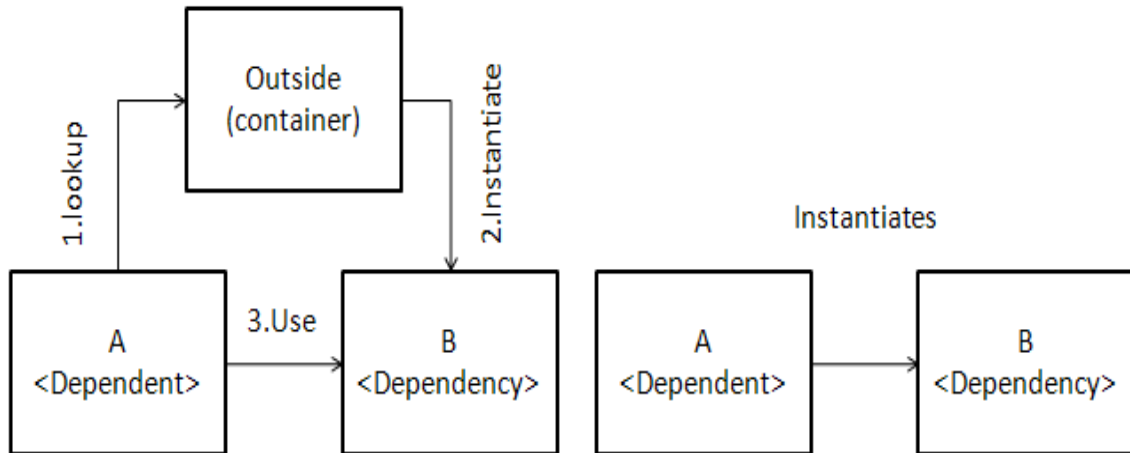 Outside
(container)
1.lookup
2.Instantiate
Instantiates
A
<Dependent>
3.Use
B
<Dependency>
A
<Dependent>
B
<Dependency>